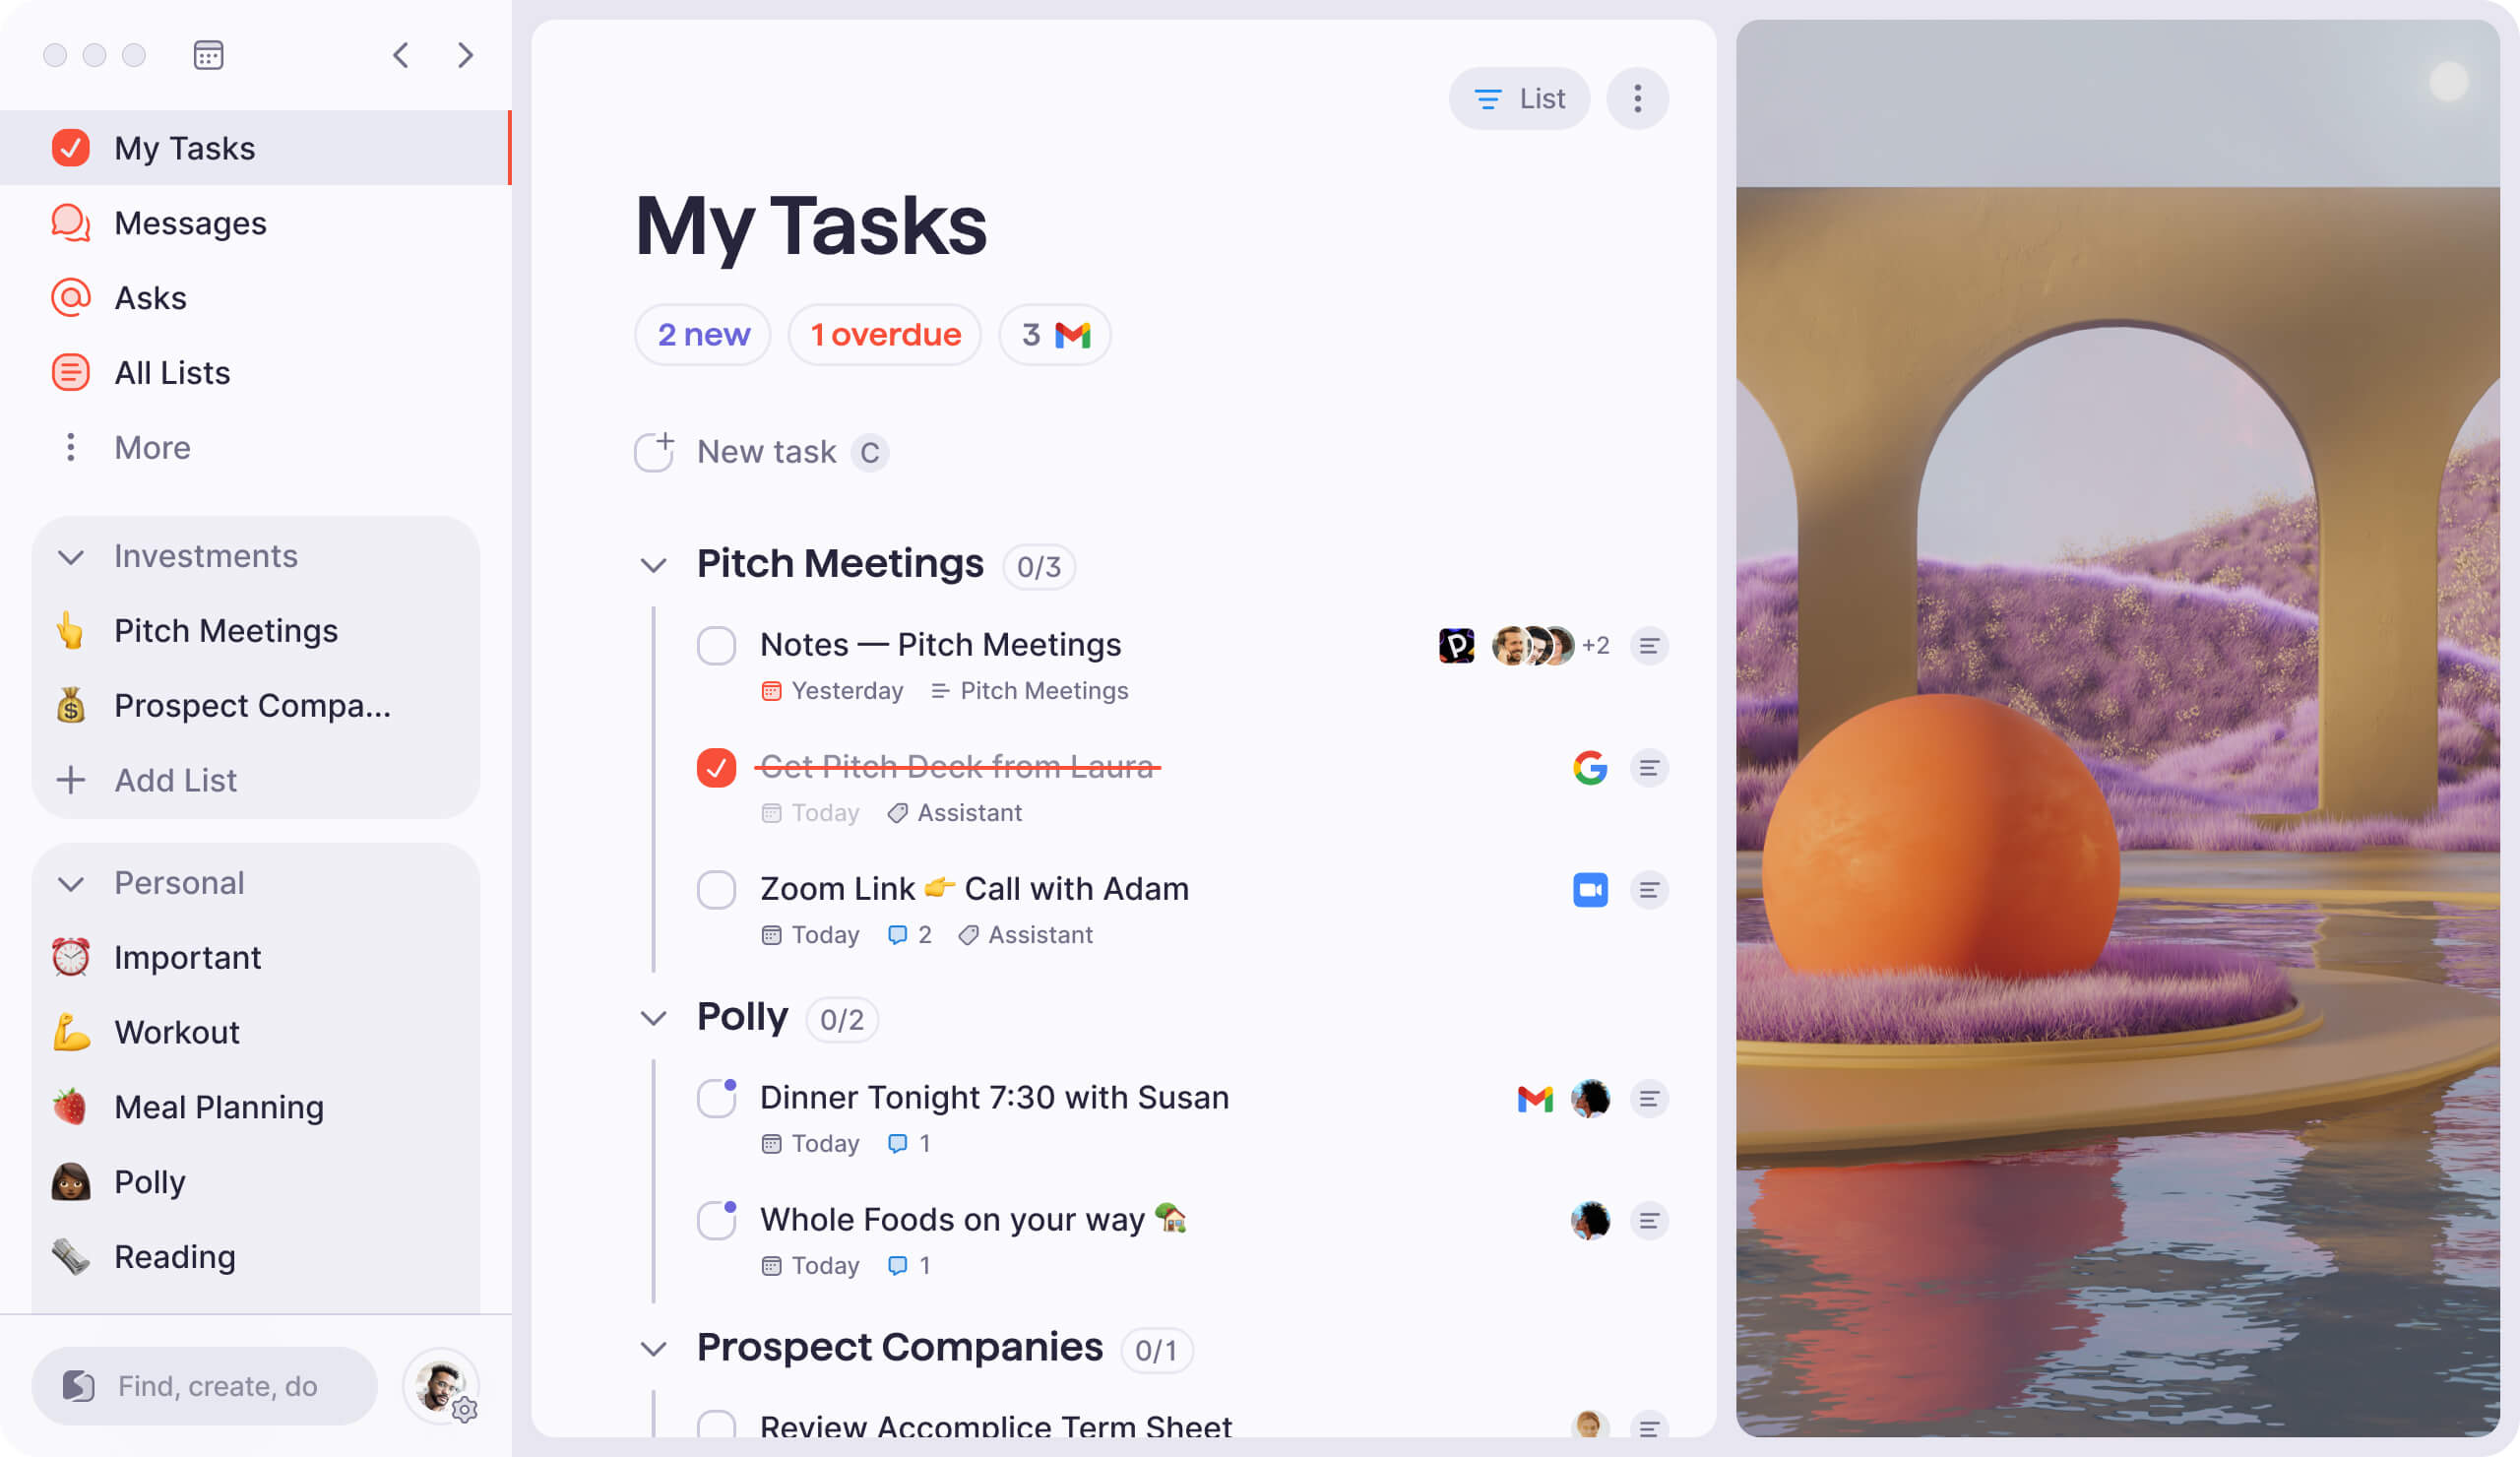 My Tasks
Messages
Asks
All Lists
More
Investments
Pitch Meetings
Prospect Compa...
Add List
Personal
Important
Workout
Meal Planning
Polly
Reading
Find, create, do
List
My Tasks
2 new
1 overdue
3
New task C
Pitch Meetings 0/3
Notes — Pitch Meetings +2
Yesterday Pitch Meetings
Get Pitch Deck from Laura
Today Assistant
Zoom Link 👉 Call with Adam
Today 2 Assistant
Polly 0/2
Dinner Tonight 7:30 with Susan
Today 1
Whole Foods on your way 🏡
Today 1
Prospect Companies 0/1
Review Accomplice Term Sheet